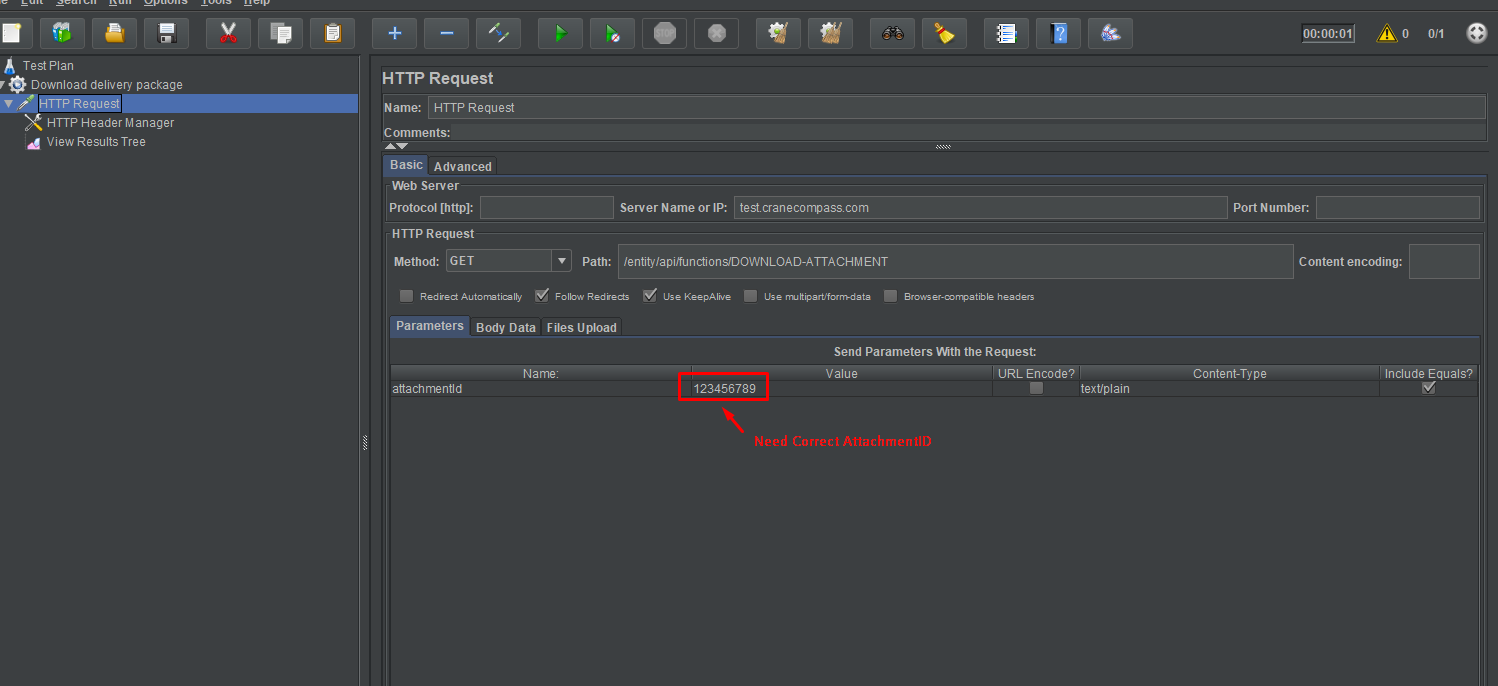 Edit Search Run Options Tools Help
STOP
00:00:01 0 0/1
Test Plan
Download delivery package
HTTP Request
HTTP Header Manager
View Results Tree
HTTP Request
Name: HTTP Request
Comments:
Basic Advanced
Web Server
Protocol [http]: Server Name or IP: test.cranecompass.com Port Number:
HTTP Request
Method: GET Path: /entity/api/functions/DOWNLOAD-ATTACHMENT Content encoding:
Redirect Automatically Follow Redirects Use KeepAlive Use multipart/form-data Browser-compatible headers
Parameters Body Data Files Upload
Send Parameters With the Request:
Name: Value URL Encode? Content-Type Include Equals?
attachmentId 123456789 text/plain
Need Correct AttachmentID